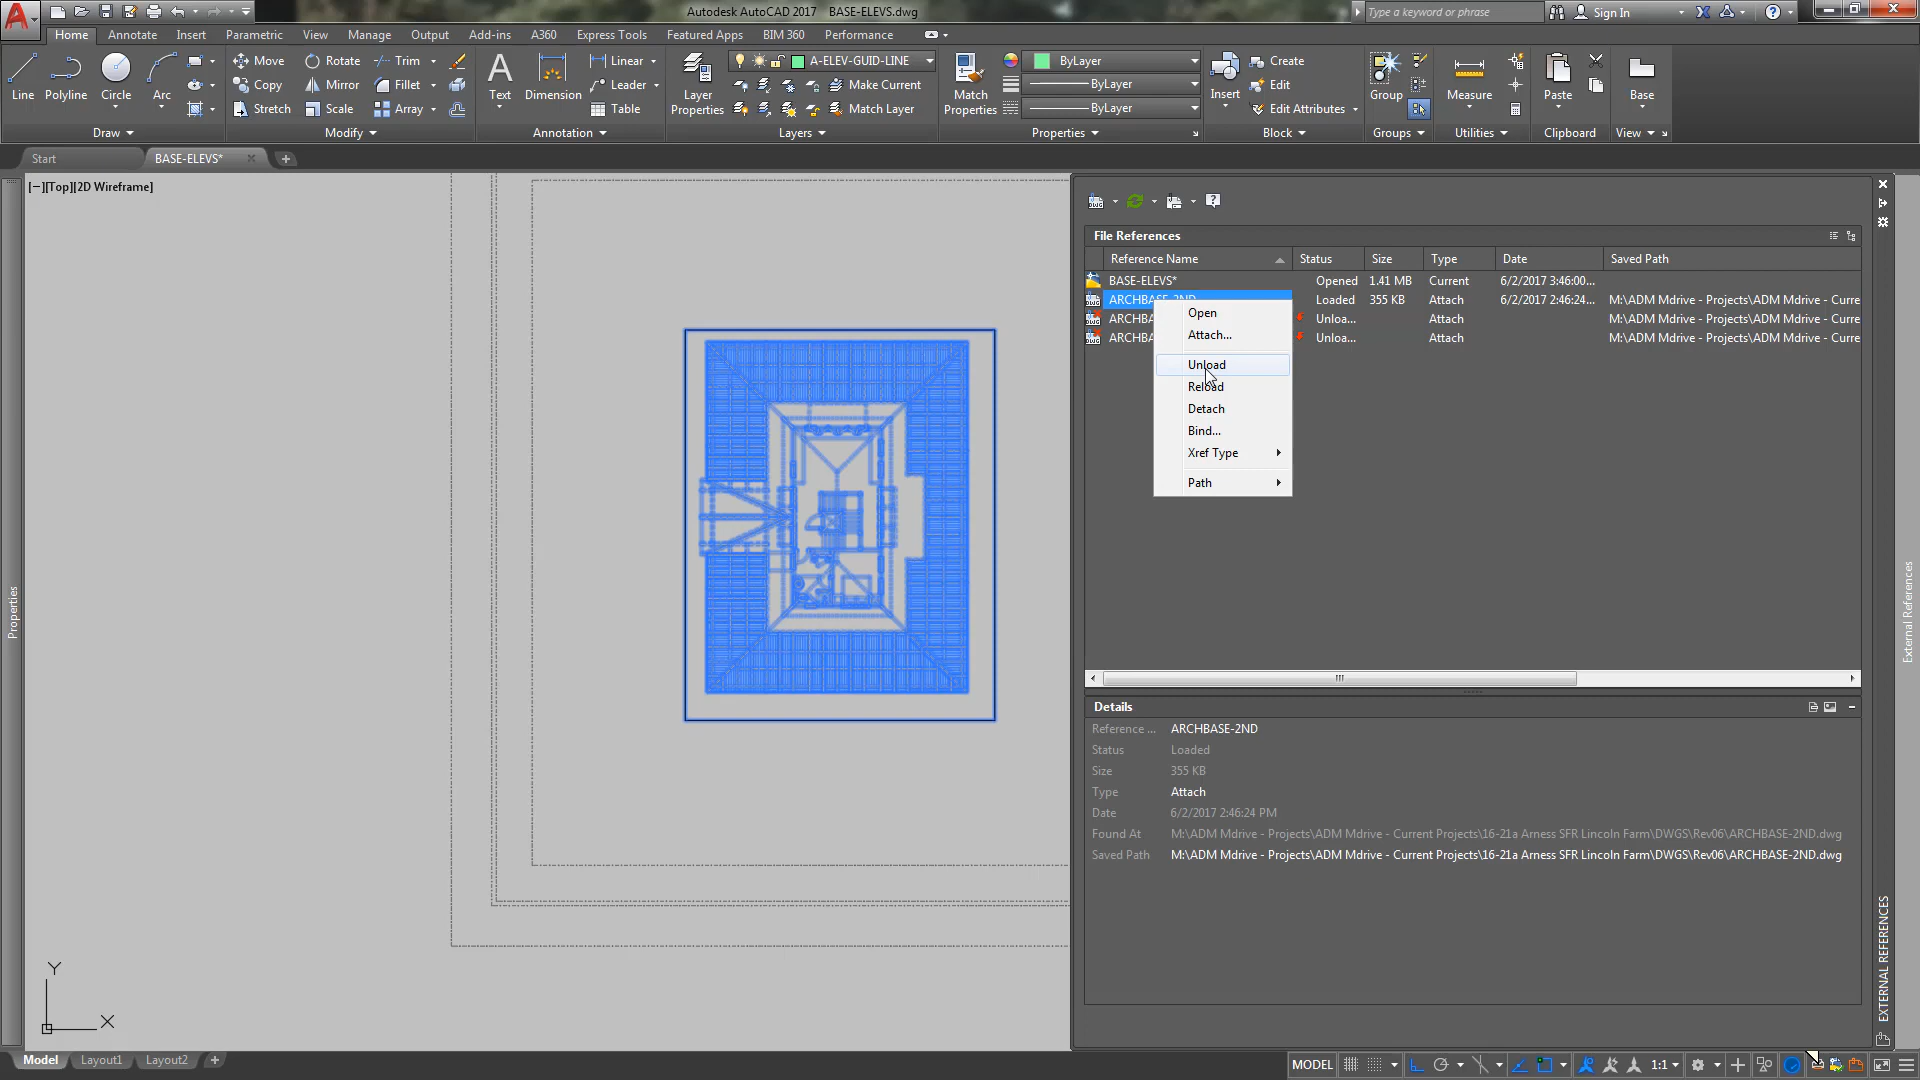 Autodesk AutoCAD 2017 BASE-ELEVS.dwg
Type a keyword or phrase
Sign In
Home Annotate Insert Parametric View Manage Output Add-ins A360 Express Tools Featured Apps BIM 360 Performance
Line Polyline Circle Arc
Move Rotate Trim
Copy Mirror Fillet
Stretch Scale Array
Text Dimension
Linear
Leader
Table
Layer Properties
A-ELEV-GUID-LINE
Make Current
Match Layer
Match Properties
ByLayer
ByLayer
ByLayer
Insert
Create
Edit
Edit Attributes
Group
Measure
Paste
Base
Draw Modify Annotation Layers Properties Block Groups Utilities Clipboard View
Start BASE-ELEVS*
[−][Top][2D Wireframe]
File References
Reference Name Status Size Type Date Saved Path
BASE-ELEVS* Opened 1.41 MB Current 6/2/2017 3:46:00...
ARCHBASE-2ND Loaded 355 KB Attach 6/2/2017 2:46:24... M:\ADM Mdrive - Projects\ADM Mdrive - Curre
ARCHBA Unloa... Attach M:\ADM Mdrive - Projects\ADM Mdrive - Curre
ARCHBA Unloa... Attach M:\ADM Mdrive - Projects\ADM Mdrive - Curre
Open
Attach...
Unload
Reload
Detach
Bind...
Xref Type
Path
Details
Reference ... ARCHBASE-2ND
Status Loaded
Size 355 KB
Type Attach
Date 6/2/2017 2:46:24 PM
Found At M:\ADM Mdrive - Projects\ADM Mdrive - Current Projects\16-21a Arness SFR Lincoln Farm\DWGS\Rev06\ARCHBASE-2ND.dwg
Saved Path M:\ADM Mdrive - Projects\ADM Mdrive - Current Projects\16-21a Arness SFR Lincoln Farm\DWGS\Rev06\ARCHBASE-2ND.dwg
Properties
External References
EXTERNAL REFERENCES
Y
X
Model Layout1 Layout2
MODEL 1:1